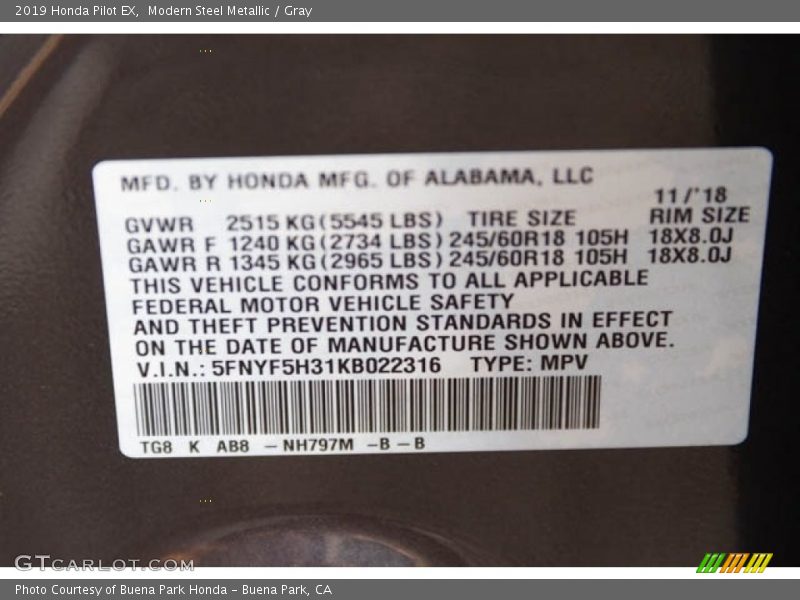 2019 Honda Pilot EX,  Modern Steel Metallic / Gray
MFD. BY HONDA MFG. OF ALABAMA, LLC
11/'18
GVWR 2515 KG(5545 LBS) TIRE SIZE RIM SIZE
GAWR F 1240 KG(2734 LBS) 245/60R18 105H 18X8.0J
GAWR R 1345 KG(2965 LBS) 245/60R18 105H 18X8.0J
THIS VEHICLE CONFORMS TO ALL APPLICABLE
FEDERAL MOTOR VEHICLE SAFETY
AND THEFT PREVENTION STANDARDS IN EFFECT
ON THE DATE OF MANUFACTURE SHOWN ABOVE.
V.I.N.: 5FNYF5H31KB022316 TYPE: MPV
TG8 K AB8 -NH797M -B-B
GTCARLOT.COM
Photo Courtesy of Buena Park Honda - Buena Park, CA